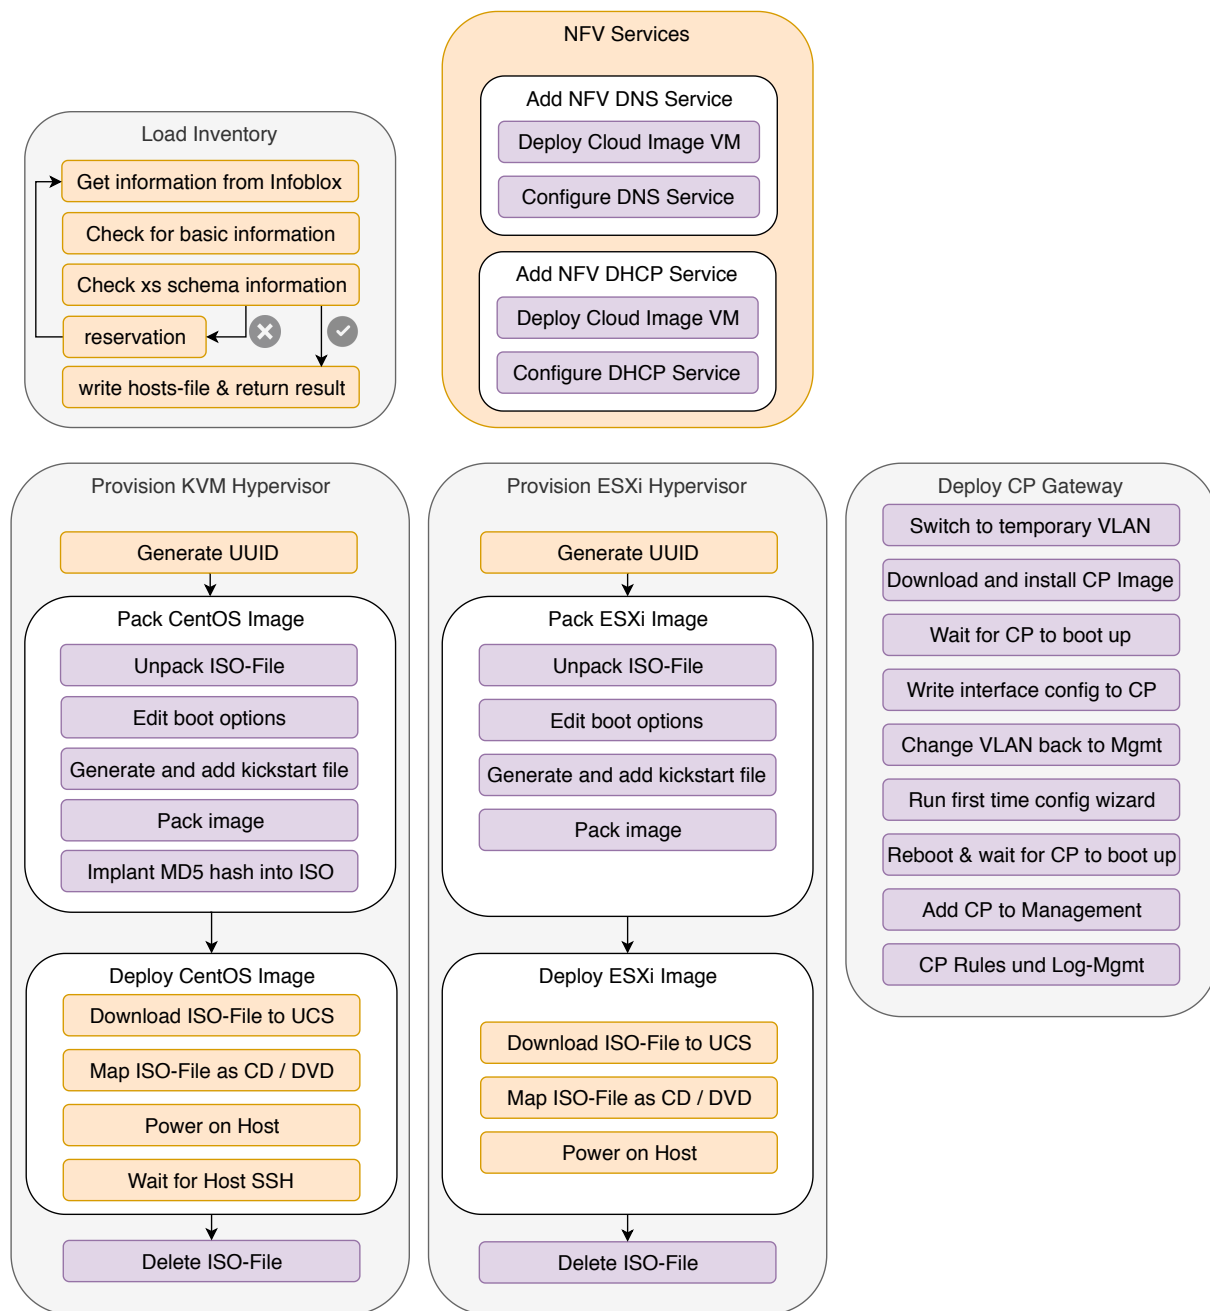 Load Inventory
Get information from Infoblox
Check for basic information
Check xs schema information
reservation
write hosts-file & return result
NFV Services
Add NFV DNS Service
Deploy Cloud Image VM
Configure DNS Service
Add NFV DHCP Service
Deploy Cloud Image VM
Configure DHCP Service
Provision KVM Hypervisor
Generate UUID
Pack CentOS Image
Unpack ISO-File
Edit boot options
Generate and add kickstart file
Pack image
Implant MD5 hash into ISO
Deploy CentOS Image
Download ISO-File to UCS
Map ISO-File as CD / DVD
Power on Host
Wait for Host SSH
Delete ISO-File
Provision ESXi Hypervisor
Generate UUID
Pack ESXi Image
Unpack ISO-File
Edit boot options
Generate and add kickstart file
Pack image
Deploy ESXi Image
Download ISO-File to UCS
Map ISO-File as CD / DVD
Power on Host
Delete ISO-File
Deploy CP Gateway
Switch to temporary VLAN
Download and install CP Image
Wait for CP to boot up
Write interface config to CP
Change VLAN back to Mgmt
Run first time config wizard
Reboot & wait for CP to boot up
Add CP to Management
CP Rules und Log-Mgmt